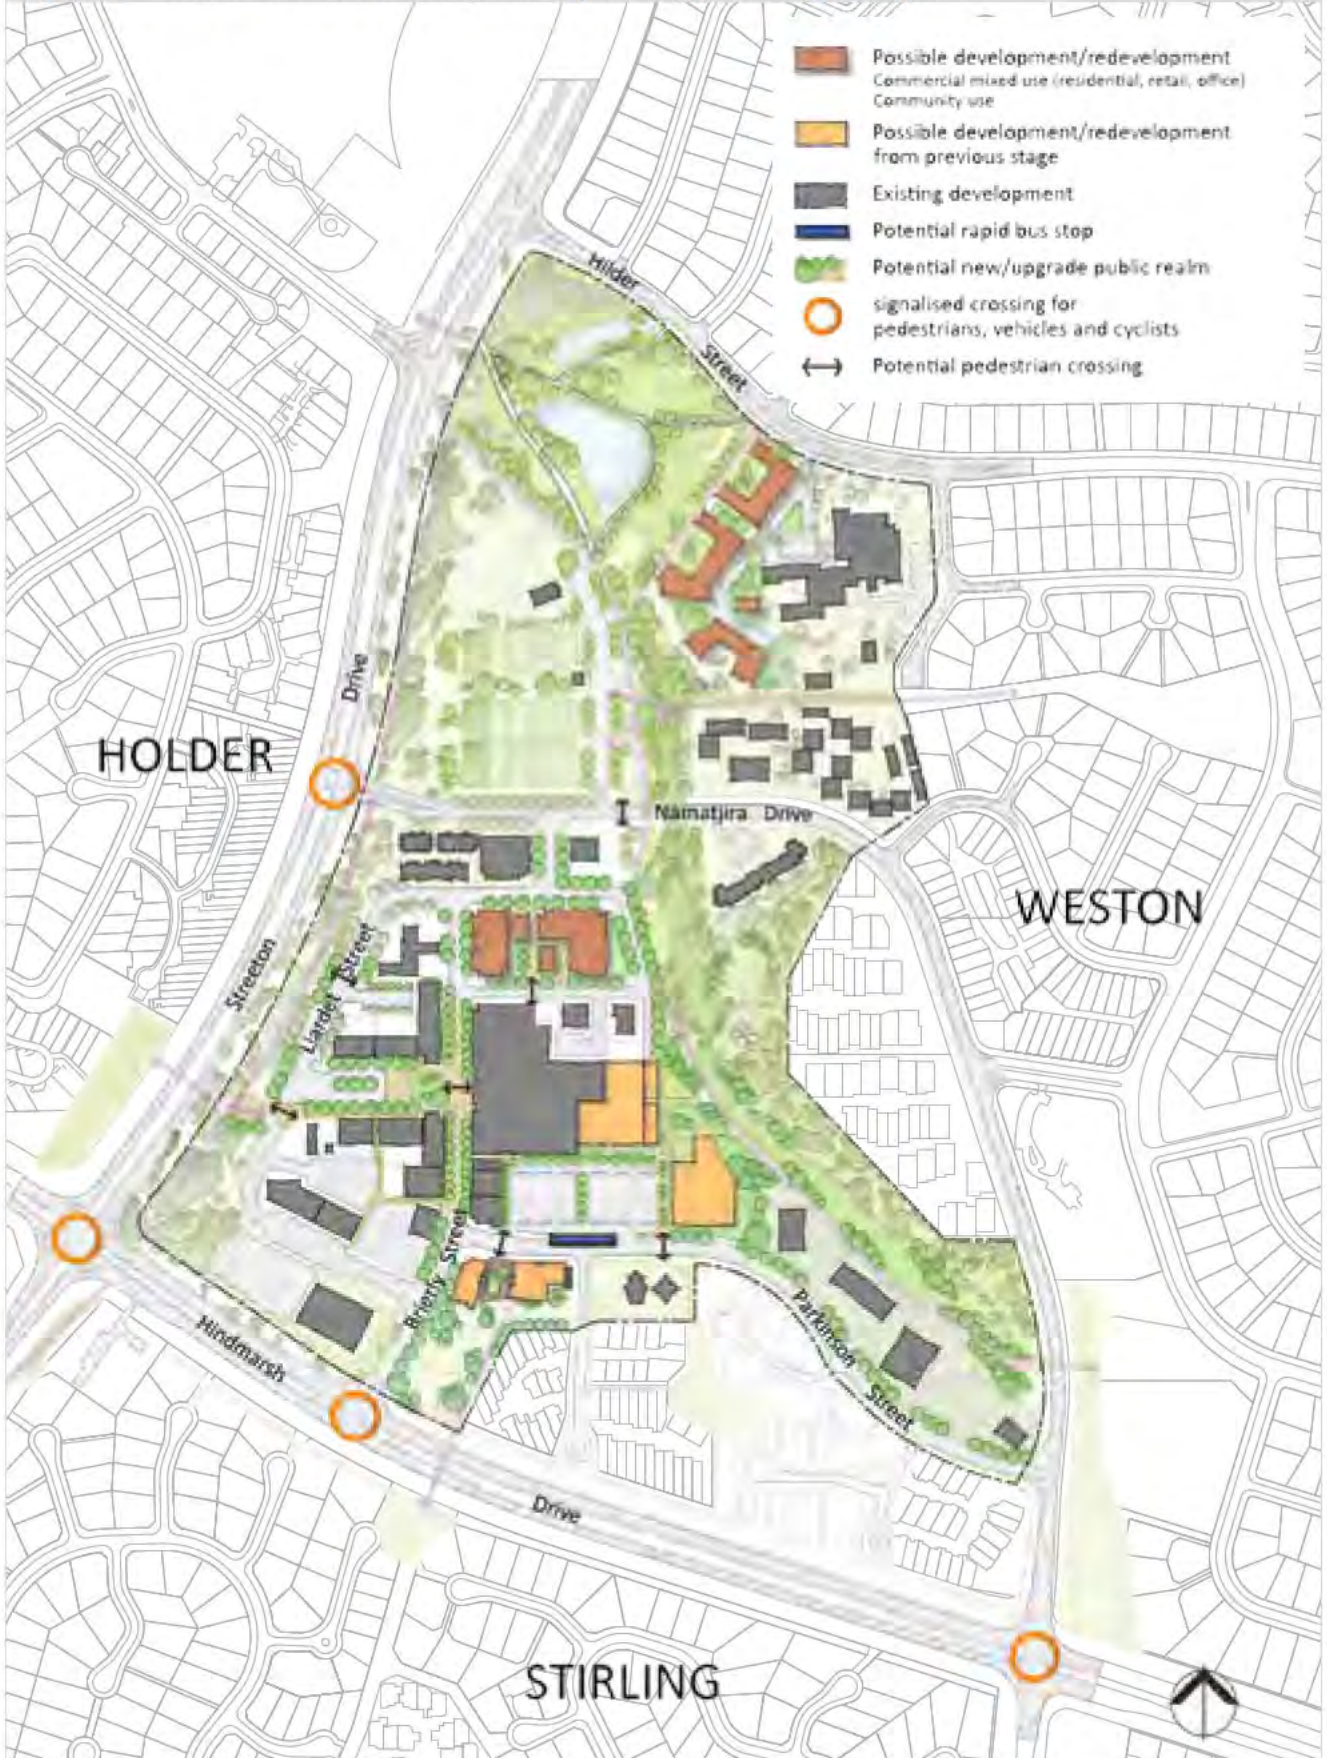 Possible development/redevelopment
Commercial mixed use (residential, retail, office)
Community use
Possible development/redevelopment
from previous stage
Existing development
Potential rapid bus stop
Potential new/upgrade public realm
signalised crossing for
pedestrians, vehicles and cyclists
Potential pedestrian crossing
Hilder
Street
Drive
HOLDER
Namatjira Drive
WESTON
Liardet Street
Streeton
Brierly Street
Hindmarsh
Parkinson
Street
Drive
STIRLING